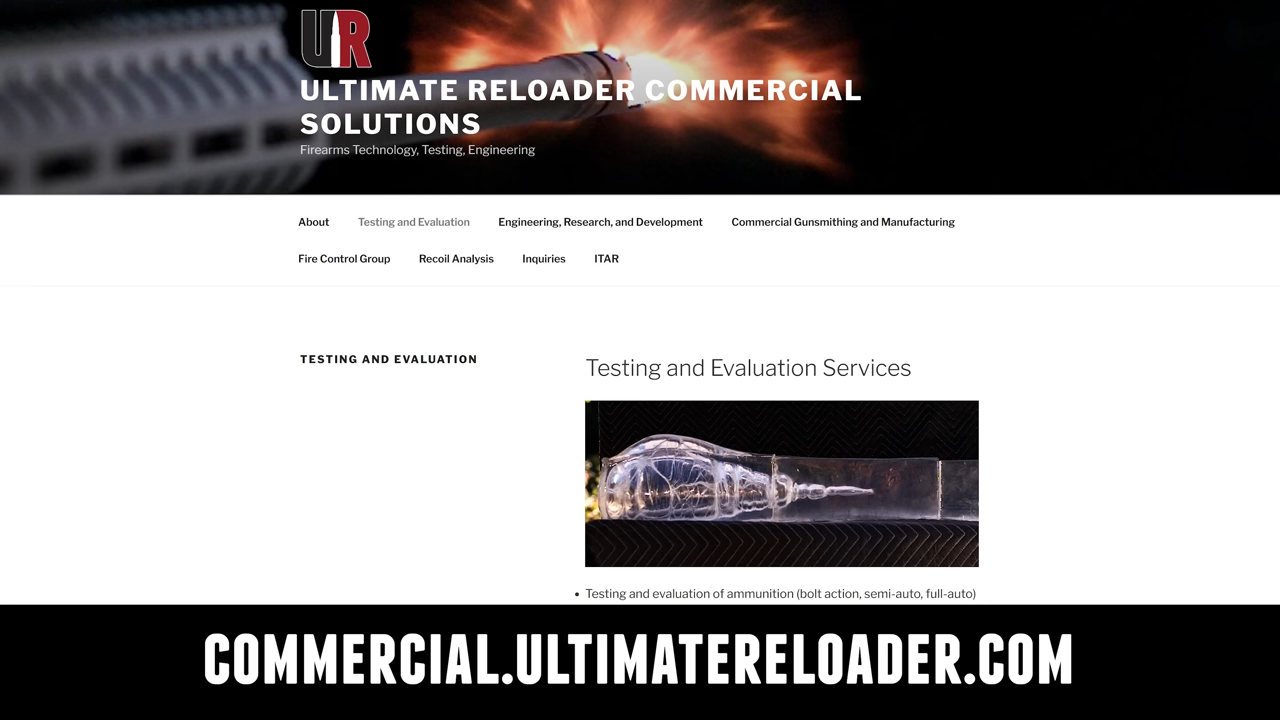 UR
ULTIMATE RELOADER COMMERCIAL
SOLUTIONS
Firearms Technology, Testing, Engineering
About Testing and Evaluation Engineering, Research, and Development Commercial Gunsmithing and Manufacturing
Fire Control Group Recoil Analysis Inquiries ITAR
TESTING AND EVALUATION
Testing and Evaluation Services
• Testing and evaluation of ammunition (bolt action, semi-auto, full-auto)
COMMERCIAL.ULTIMATERELOADER.COM